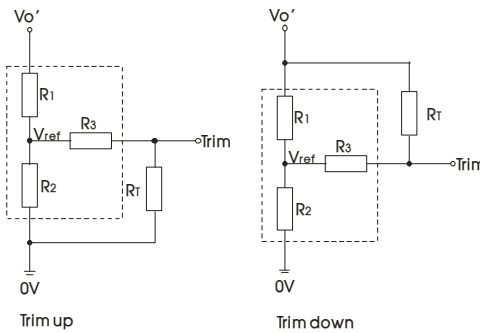 Vo'
R1
Vref
R3
Trim
R2
RT
0V
Trim up
Vo'
R1
RT
Vref
R3
Trim
R2
0V
Trim down